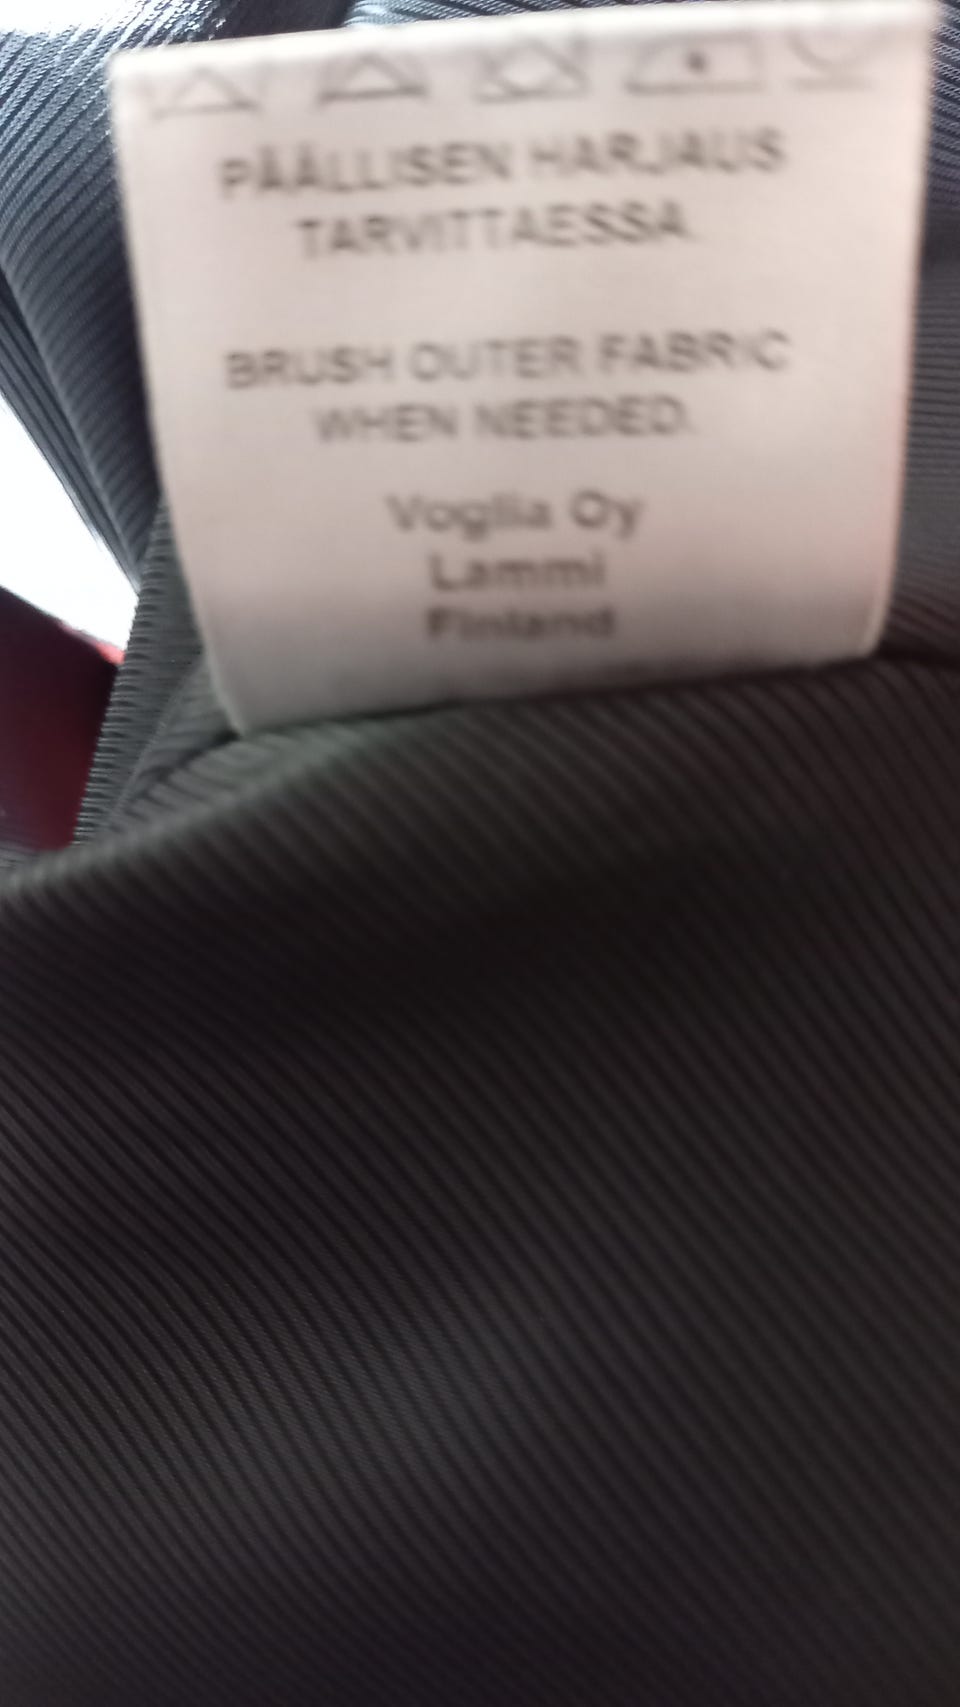 PÄÄLLISEN HARJAUS
TARVITTAESSA.
BRUSH OUTER FABRIC
WHEN NEEDED.
Voglia Oy
Lammi
Finland